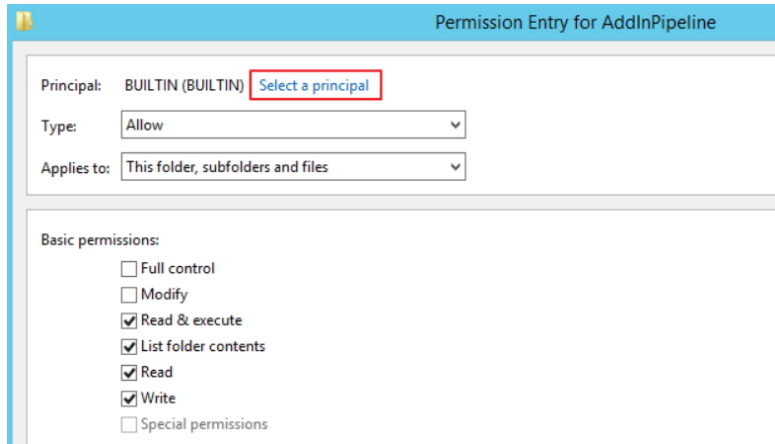 Permission Entry for AddInPipeline
Principal: BUILTIN (BUILTIN) Select a principal
Type: Allow
Applies to: This folder, subfolders and files
Basic permissions:
Full control
Modify
Read & execute
List folder contents
Read
Write
Special permissions